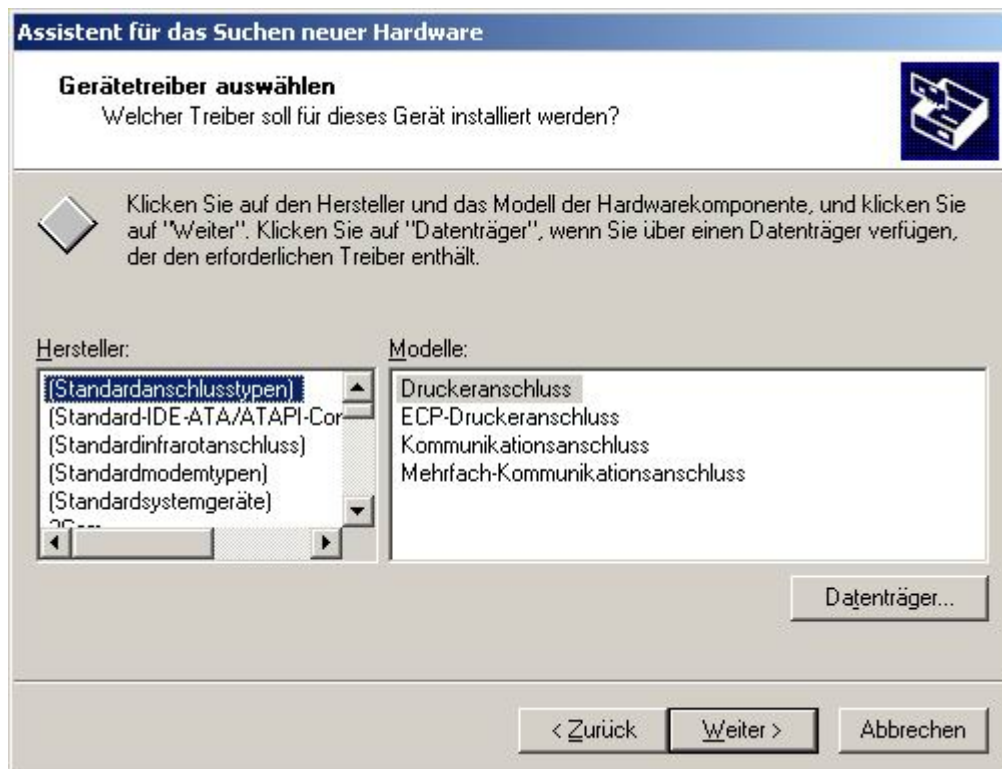 Assistent für das Suchen neuer Hardware
Gerätetreiber auswählen
Welcher Treiber soll für dieses Gerät installiert werden?
Klicken Sie auf den Hersteller und das Modell der Hardwarekomponente, und klicken Sie
auf "Weiter". Klicken Sie auf "Datenträger", wenn Sie über einen Datenträger verfügen,
der den erforderlichen Treiber enthält.
Hersteller:
(Standardanschlusstypen)
(Standard-IDE-ATA/ATAPI-Con
(Standardinfrarotanschluss)
(Standardmodemtypen)
(Standardsystemgeräte)
Modelle:
Druckeranschluss
ECP-Druckeranschluss
Kommunikationsanschluss
Mehrfach-Kommunikationsanschluss
Datenträger...
< Zurück
Weiter >
Abbrechen